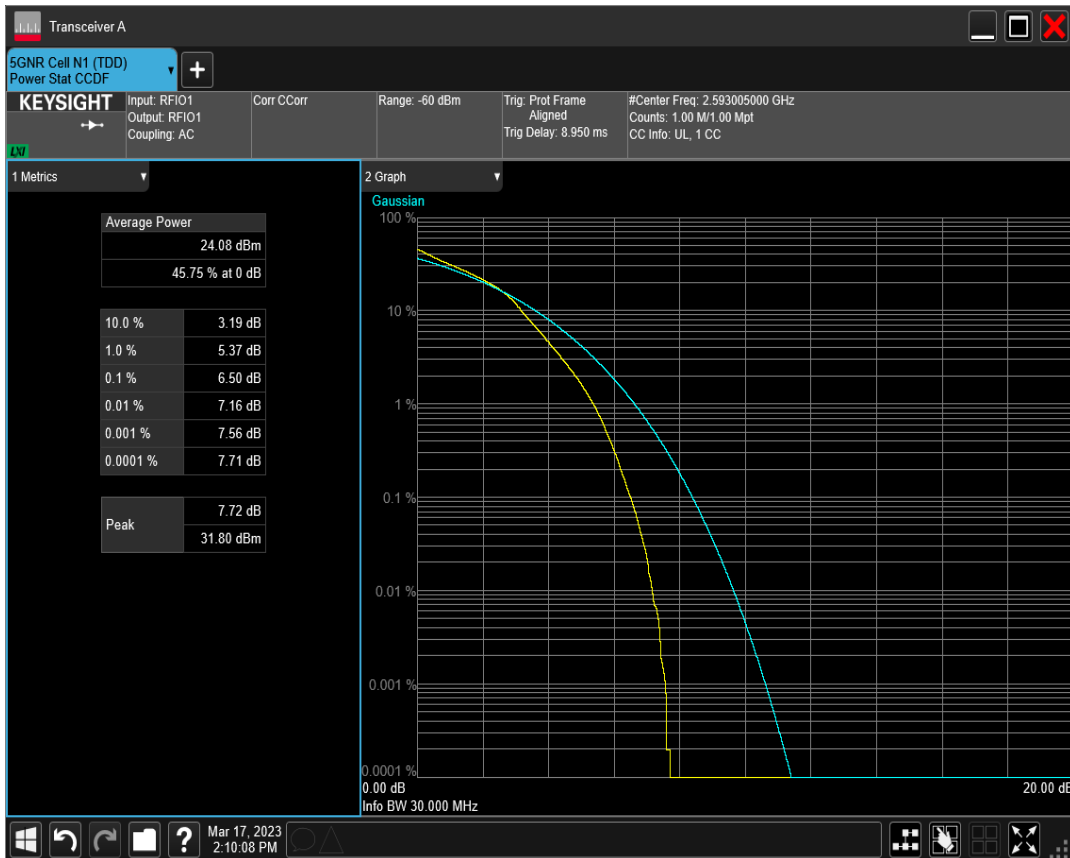 Transceiver A
5GNR Cell N1 (TDD)
Power Stat CCDF
+
KEYSIGHT
LXI
Input: RFIO1
Output: RFIO1
Coupling: AC
Corr CCorr
Range: -60 dBm
Trig: Prot Frame
Aligned
Trig Delay: 8.950 ms
#Center Freq: 2.593005000 GHz
Counts: 1.00 M/1.00 Mpt
CC Info: UL, 1 CC
1 Metrics
Average Power
24.08 dBm
45.75 % at 0 dB
10.0 % 3.19 dB
1.0 % 5.37 dB
0.1 % 6.50 dB
0.01 % 7.16 dB
0.001 % 7.56 dB
0.0001 % 7.71 dB
Peak 7.72 dB
31.80 dBm
2 Graph
Gaussian
100 %
10 %
1 %
0.1 %
0.01 %
0.001 %
0.0001 %
0.00 dB 20.00 dB
Info BW 30.000 MHz
?
Mar 17, 2023
2:10:08 PM